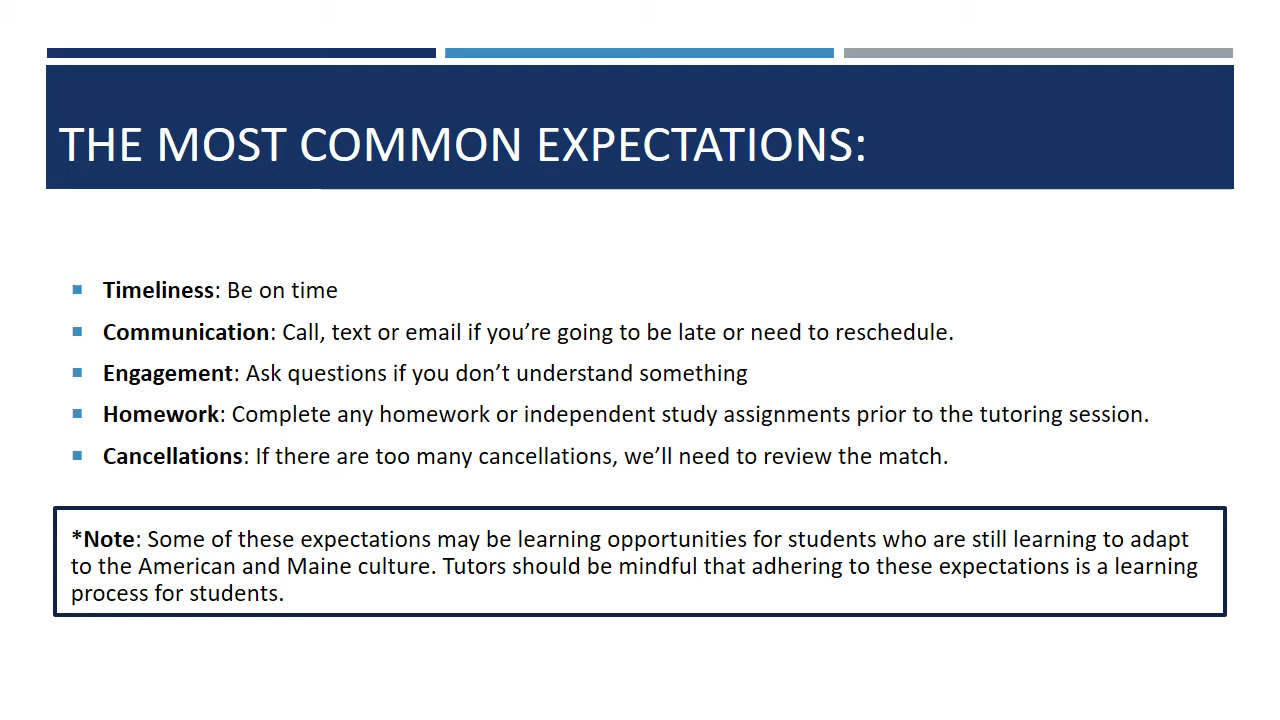 THE MOST COMMON EXPECTATIONS:
Timeliness: Be on time
Communication: Call, text or email if you’re going to be late or need to reschedule.
Engagement: Ask questions if you don’t understand something
Homework: Complete any homework or independent study assignments prior to the tutoring session.
Cancellations: If there are too many cancellations, we’ll need to review the match.
*Note: Some of these expectations may be learning opportunities for students who are still learning to adapt
to the American and Maine culture. Tutors should be mindful that adhering to these expectations is a learning
process for students.